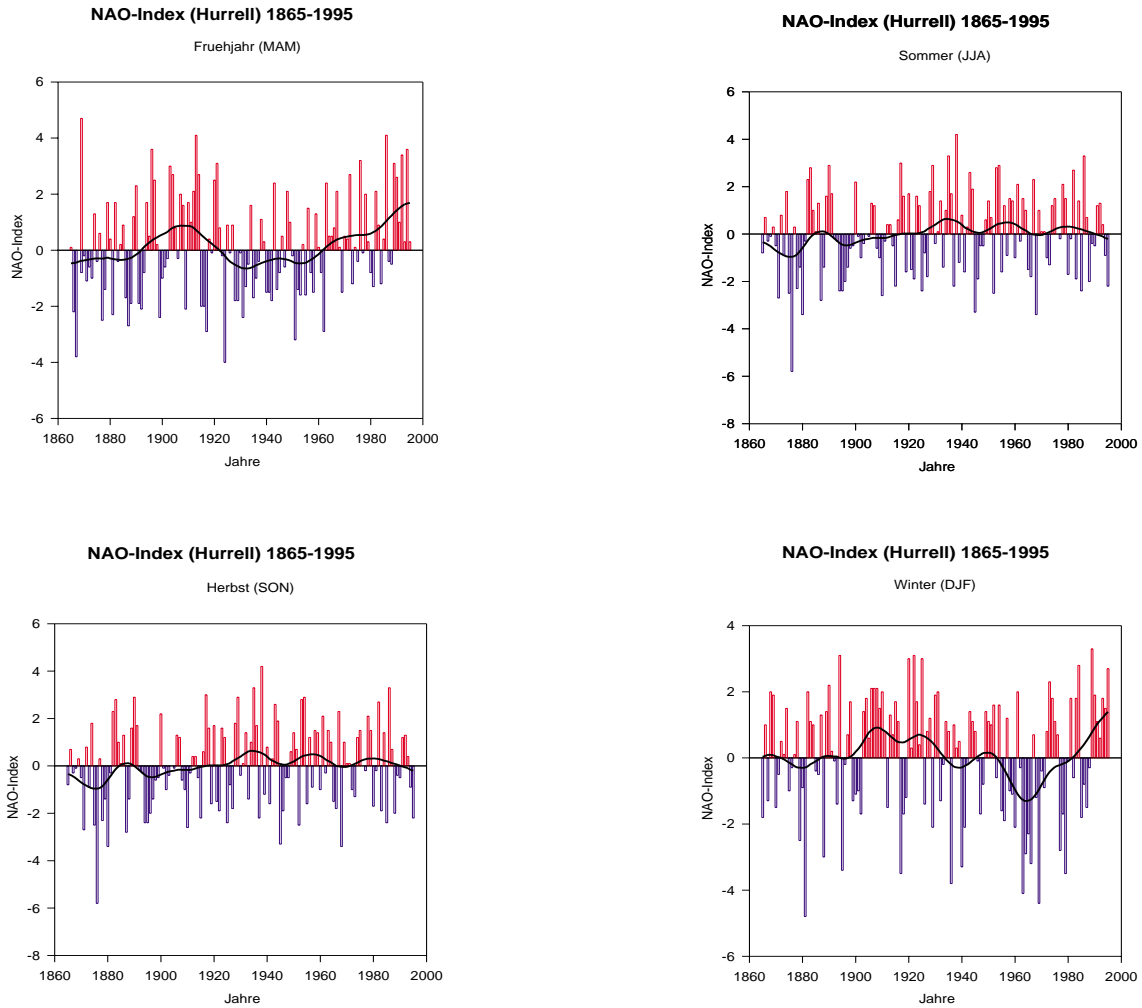 NAO-Index (Hurrell) 1865-1995
Fruehjahr (MAM)
6
4
2
0
-2
-4
-6
NAO-Index
1860 1880 1900 1920 1940 1960 1980 2000
Jahre
NAO-Index (Hurrell) 1865-1995
Sommer (JJA)
6
4
2
0
-2
-4
-6
-8
NAO-Index
1860 1880 1900 1920 1940 1960 1980 2000
Jahre
NAO-Index (Hurrell) 1865-1995
Herbst (SON)
6
4
2
0
-2
-4
-6
-8
NAO-Index
1860 1880 1900 1920 1940 1960 1980 2000
Jahre
NAO-Index (Hurrell) 1865-1995
Winter (DJF)
4
2
0
-2
-4
-6
NAO-Index
1860 1880 1900 1920 1940 1960 1980 2000
Jahre